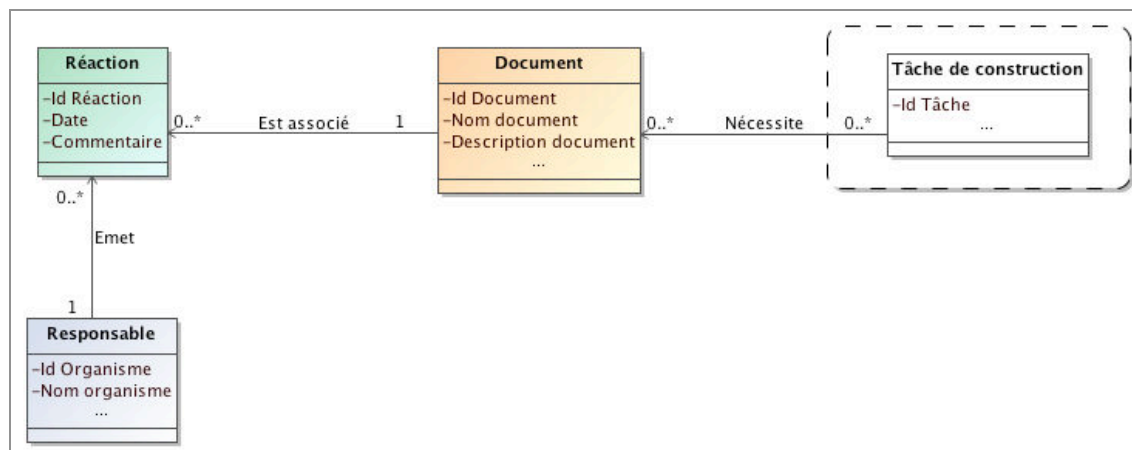 Réaction
-Id Réaction
-Date
-Commentaire
0..*
Est associé
1
Document
-Id Document
-Nom document
-Description document
...
0..*
Nécessite
0..*
Tâche de construction
-Id Tâche
...
0..*
Emet
1
Responsable
-Id Organisme
-Nom organisme
...